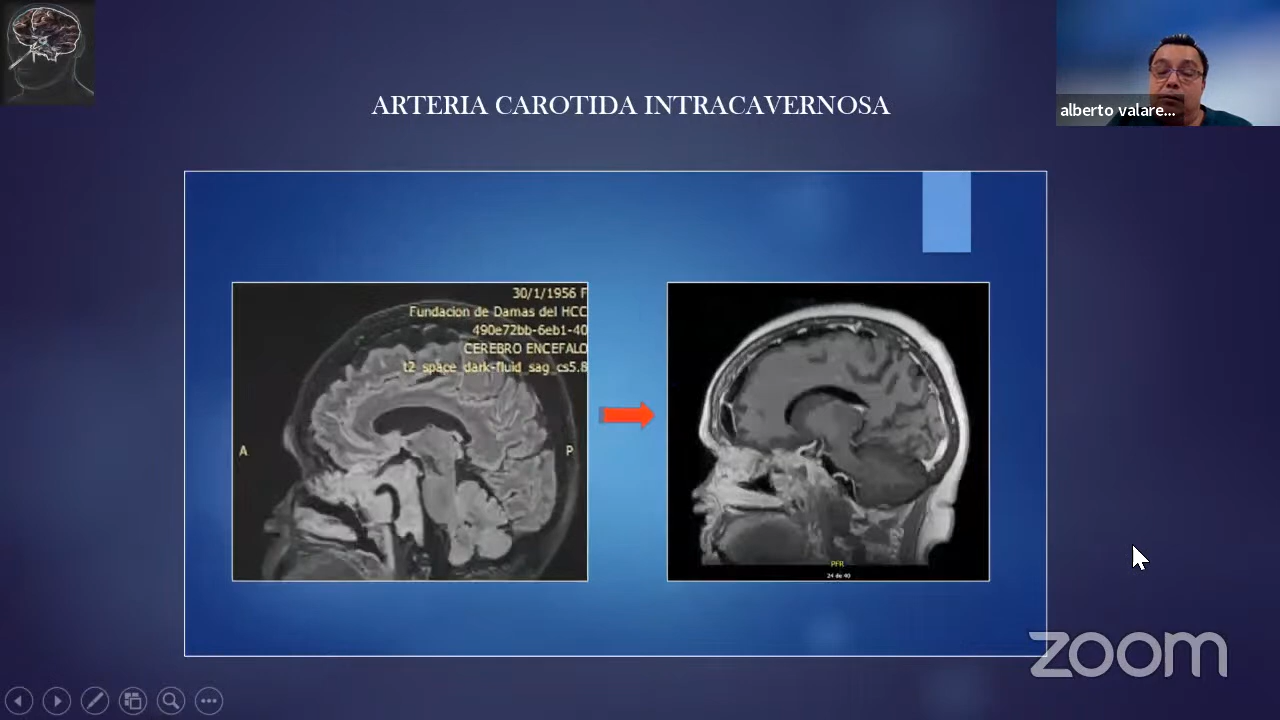 ARTERIA CAROTIDA INTRACAVERNOSA
alberto valare...
30/1/1956 F
Fundacion de Damas del HCC
490e72bb-6eb1-40
CEREBRO ENCEFALO
t2_space_dark-fluid_sag_cs5.8
A
P
PFR
24 de 40
zoom